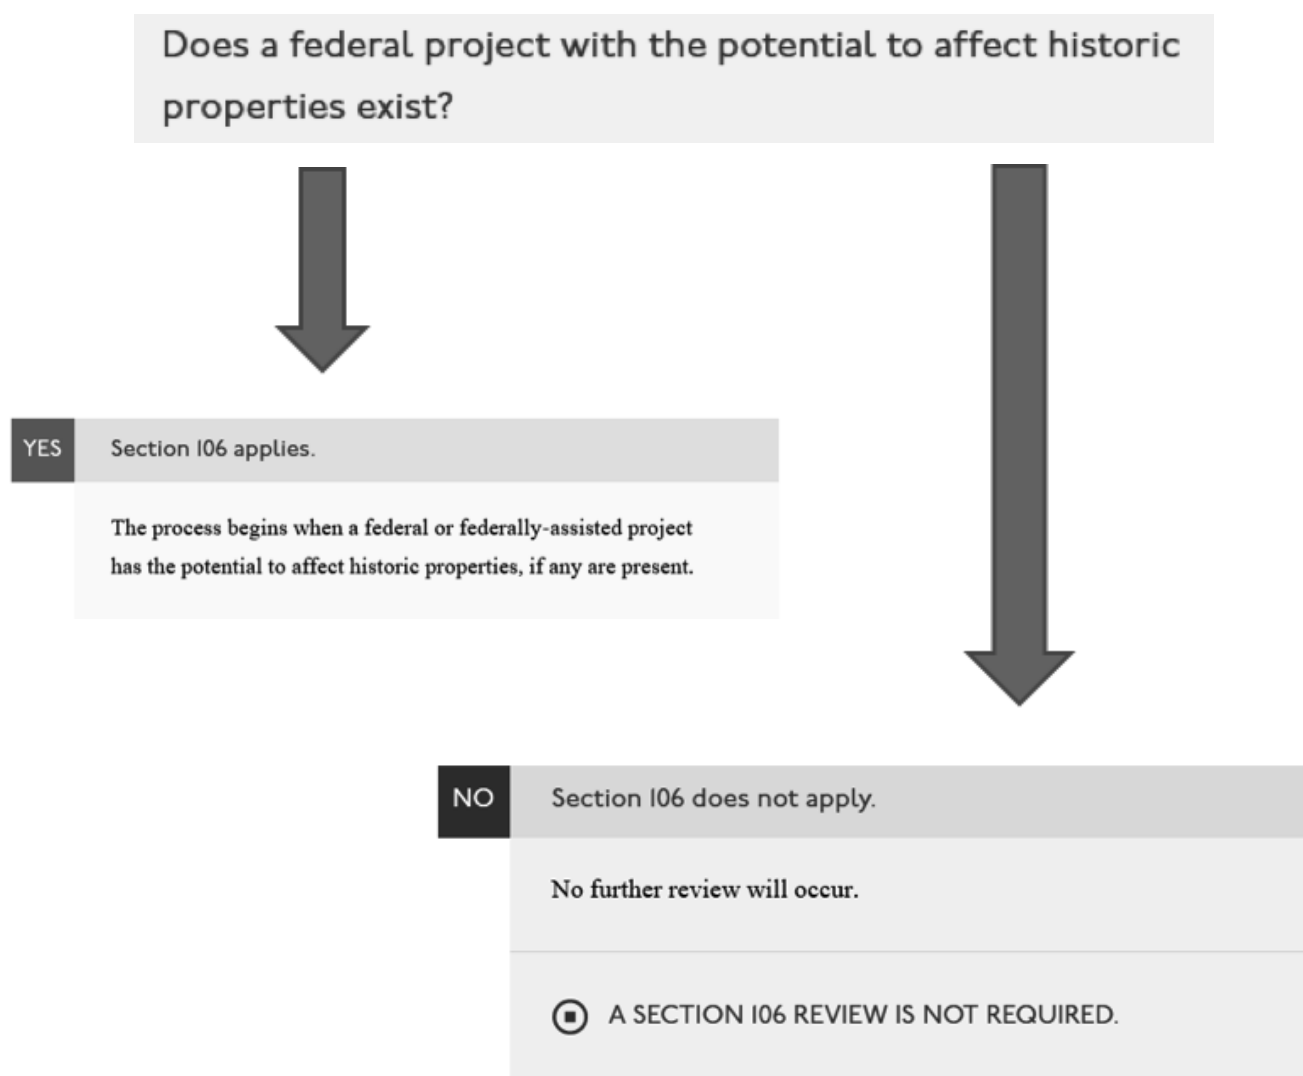 Does a federal project with the potential to affect historic
properties exist?
YES
Section 106 applies.
The process begins when a federal or federally-assisted project
has the potential to affect historic properties, if any are present.
NO
Section 106 does not apply.
No further review will occur.
A SECTION 106 REVIEW IS NOT REQUIRED.